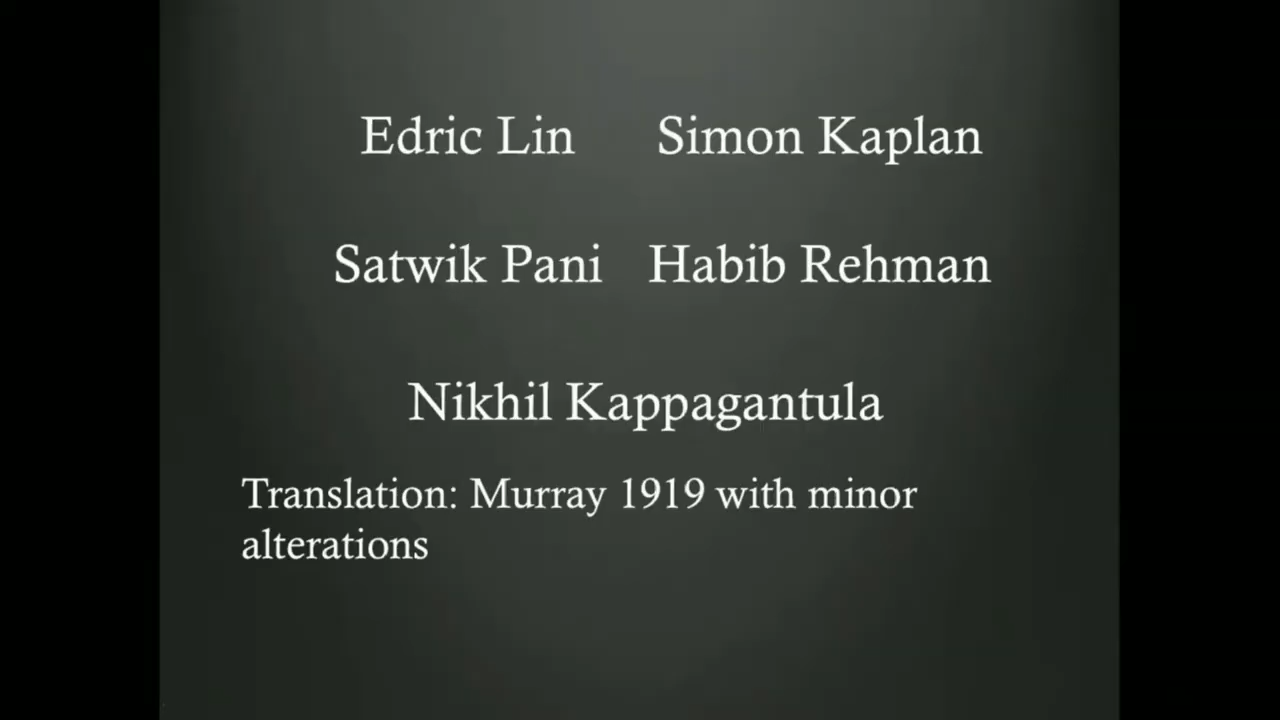 Edric Lin Simon Kaplan
Satwik Pani Habib Rehman
Nikhil Kappagantula
Translation: Murray 1919 with minor
alterations